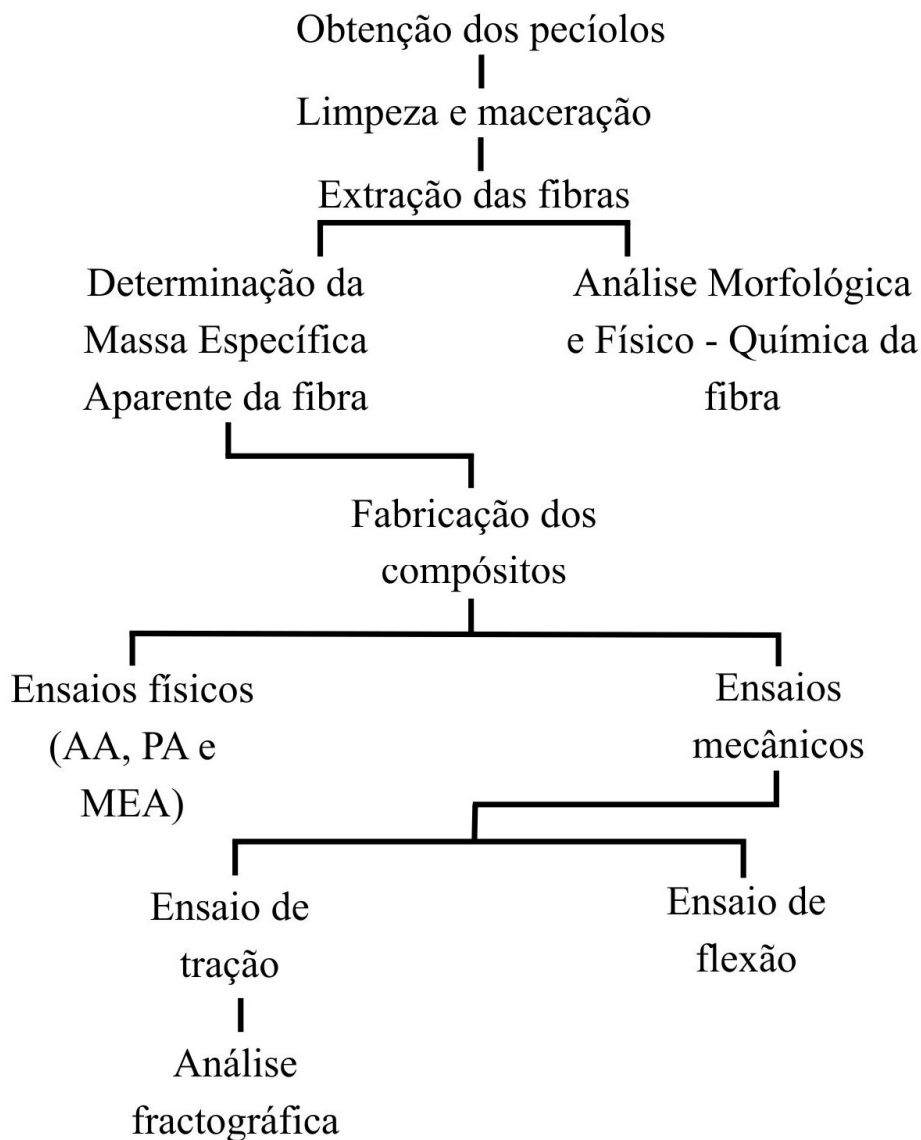 Obtenção dos pecíolos
Limpeza e maceração
Extração das fibras
Determinação da
Massa Específica
Aparente da fibra
Análise Morfológica
e Físico - Química da
fibra
Fabricação dos
compósitos
Ensaios físicos
(AA, PA e
MEA)
Ensaios
mecânicos
Ensaio de
tração
Ensaio de
flexão
Análise
fractográfica